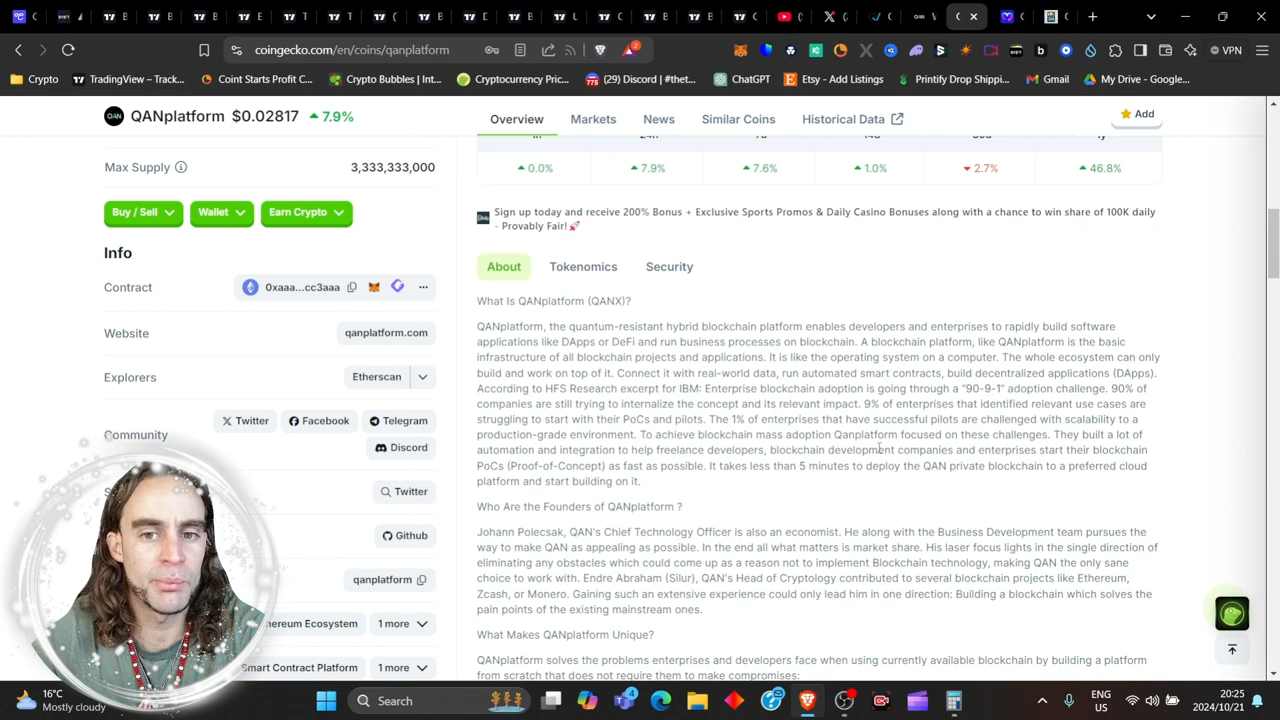 coingecko.com/en/coins/qanplatform
2
VPN
Crypto
TradingView – Track...
Coint Starts Profit C...
Crypto Bubbles | Int...
Cryptocurrency Pric...
(29) Discord | #thet...
ChatGPT
Etsy - Add Listings
Printify Drop Shippi...
Gmail
My Drive - Google...
QANplatform $0.02817 7.9%
Overview
Markets
News
Similar Coins
Historical Data
Add
Max Supply
3,333,333,000
0.0%
7.9%
7.6%
1.0%
2.7%
46.8%
Buy / Sell
Wallet
Earn Crypto
Sign up today and receive 200% Bonus + Exclusive Sports Promos & Daily Casino Bonuses along with a chance to win share of 100K daily
- Provably Fair!🚀
Info
About
Tokenomics
Security
Contract
0xaaa...cc3aaa
Website
qanplatform.com
Explorers
Etherscan
Community
Twitter
Facebook
Telegram
Discord
Twitter
Github
qanplatform
hereum Ecosystem
1 more
Smart Contract Platform
1 more
What Is QANplatform (QANX)?
QANplatform, the quantum-resistant hybrid blockchain platform enables developers and enterprises to rapidly build software
applications like DApps or DeFi and run business processes on blockchain. A blockchain platform, like QANplatform is the basic
infrastructure of all blockchain projects and applications. It is like the operating system on a computer. The whole ecosystem can only
build and work on top of it. Connect it with real-world data, run automated smart contracts, build decentralized applications (DApps).
According to HFS Research excerpt for IBM: Enterprise blockchain adoption is going through a “90-9-1” adoption challenge. 90% of
companies are still trying to internalize the concept and its relevant impact. 9% of enterprises that identified relevant use cases are
struggling to start with their PoCs and pilots. The 1% of enterprises that have successful pilots are challenged with scalability to a
production-grade environment. To achieve blockchain mass adoption Qanplatform focused on these challenges. They built a lot of
automation and integration to help freelance developers, blockchain development companies and enterprises start their blockchain
PoCs (Proof-of-Concept) as fast as possible. It takes less than 5 minutes to deploy the QAN private blockchain to a preferred cloud
platform and start building on it.
Who Are the Founders of QANplatform ?
Johann Polecsak, QAN's Chief Technology Officer is also an economist. He along with the Business Development team pursues the
way to make QAN as appealing as possible. In the end all what matters is market share. His laser focus lights in the single direction of
eliminating any obstacles which could come up as a reason not to implement Blockchain technology, making QAN the only sane
choice to work with. Endre Abraham (Silur), QAN's Head of Cryptology contributed to several blockchain projects like Ethereum,
Zcash, or Monero. Gaining such an extensive experience could only lead him in one direction: Building a blockchain which solves the
pain points of the existing mainstream ones.
What Makes QANplatform Unique?
QANplatform solves the problems enterprises and developers face when using currently available blockchain by building a platform
from scratch that does not require them to make compromises:
16°C
Mostly cloudy
Search
ENG
US
20:25
2024/10/21